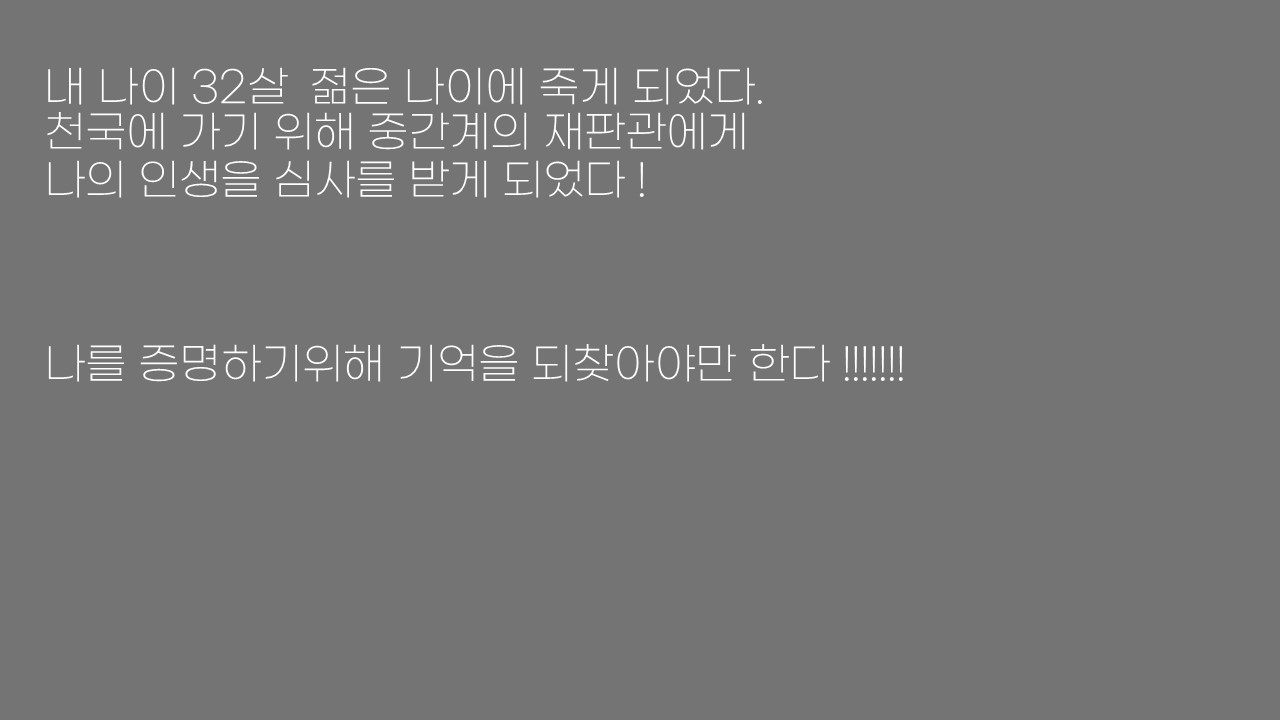 내 나이 32살  젊은 나이에 죽게 되었다.
천국에 가기 위해 중간계의 재판관에게
나의 인생을 심사를 받게 되었다 !
나를 증명하기위해 기억을 되찾아야만 한다 !!!!!!!